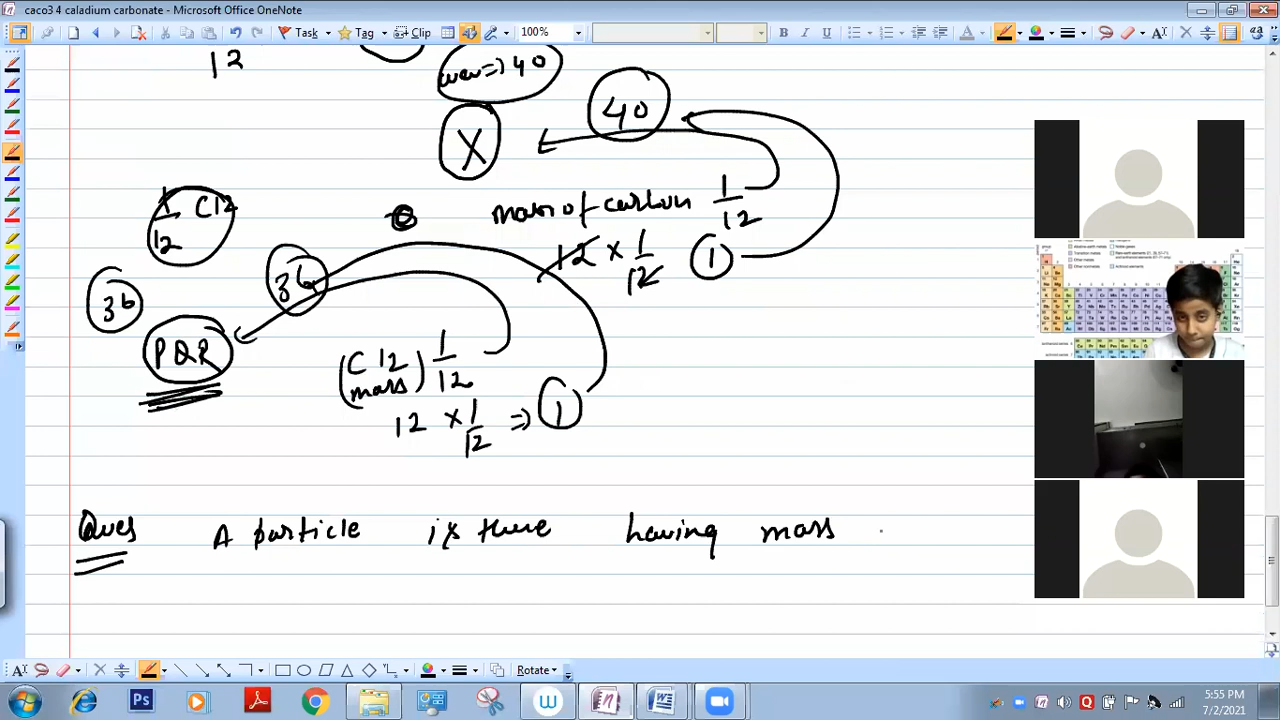 caco3 4 caladium carbonate - Microsoft Office OneNote
Task
Tag
Clip
100%
B I U
12
wev => 40
40
X
1/12 C12
mass of carbon 1/12
12 × 1/12 1
36
36
PQR
(C 12 mass) 1/12
12 × 1/12 => 1
Ques A particle is there having mass
Rotate
5:55 PM
7/2/2021